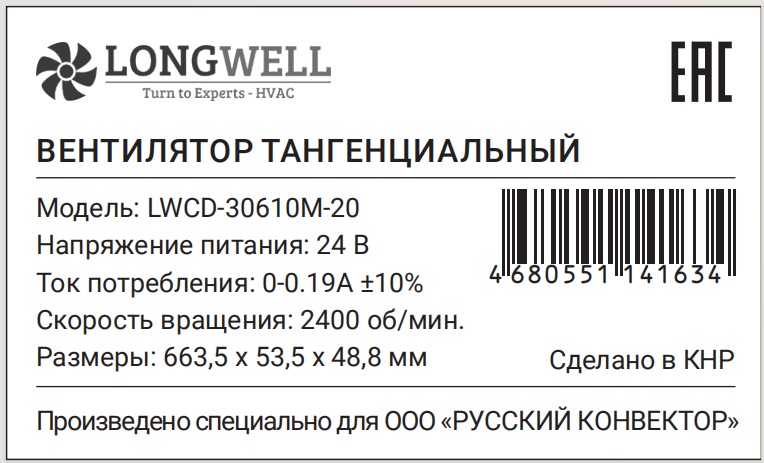 LONGWELL
Turn to Experts - HVAC
EAC
ВЕНТИЛЯТОР ТАНГЕНЦИАЛЬНЫЙ
Модель: LWCD-30610M-20
Напряжение питания: 24 В
Ток потребления: 0-0.19А ±10%
Скорость вращения: 2400 об/мин.
Размеры: 663,5 х 53,5 х 48,8 мм
4 680551 141634
Сделано в КНР
Произведено специально для ООО «РУССКИЙ КОНВЕКТОР»